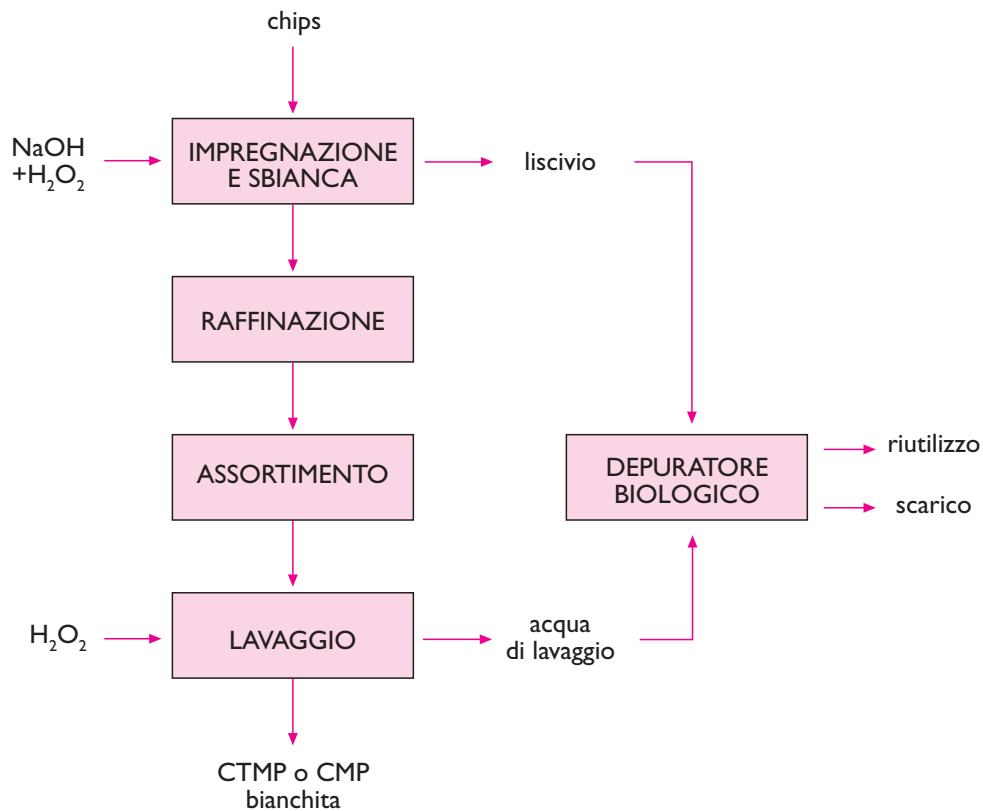 chips
NaOH
+H₂O₂
IMPREGNAZIONE
E SBIANCA
liscivio
RAFFINAZIONE
ASSORTIMENTO
DEPURATORE
BIOLOGICO
riutilizzo
scarico
H₂O₂
LAVAGGIO
acqua
di lavaggio
CTMP o CMP
bianchita